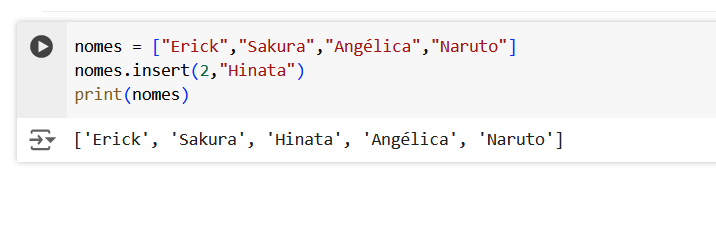 nomes = ["Erick","Sakura","Angélica","Naruto"]
nomes.insert(2,"Hinata")
print(nomes)
['Erick', 'Sakura', 'Hinata', 'Angélica', 'Naruto']